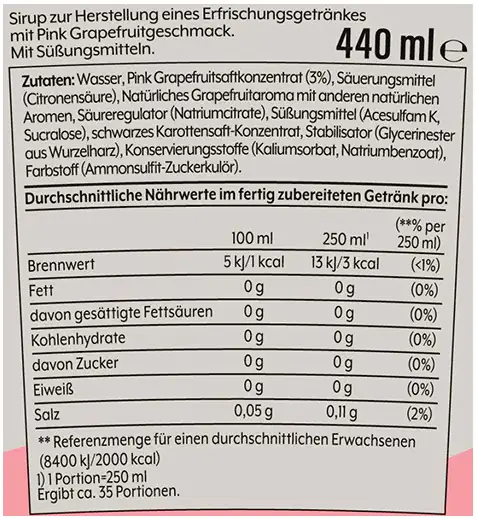 Sirup zur Herstellung eines Erfrischungsgetränkes
mit Pink Grapefruitgeschmack.
Mit Süßungsmitteln.
440 ml ℮
Zutaten: Wasser, Pink Grapefruitsaftkonzentrat (3%), Säuerungsmittel
(Citronensäure), Natürliches Grapefruitaroma mit anderen natürlichen
Aromen, Säureregulator (Natriumcitrate), Süßungsmittel (Acesulfam K,
Sucralose), schwarzes Karottensaft-Konzentrat, Stabilisator (Glycerinester
aus Wurzelharz), Konservierungsstoffe (Kaliumsorbat, Natriumbenzoat),
Farbstoff (Ammonsulfit-Zuckerkulör).
Durchschnittliche Nährwerte im fertig zubereiteten Getränk pro:
(**% per
100 ml 250 ml¹ 250 ml)
Brennwert 5 kJ/1 kcal 13 kJ/3 kcal (<1%)
Fett 0 g 0 g (0%)
davon gesättigte Fettsäuren 0 g 0 g (0%)
Kohlenhydrate 0 g 0 g (0%)
davon Zucker 0 g 0 g (0%)
Eiweiß 0 g 0 g (0%)
Salz 0,05 g 0,11 g (2%)
** Referenzmenge für einen durchschnittlichen Erwachsenen
(8400 kJ/2000 kcal)
1) 1 Portion=250 ml
Ergibt ca. 35 Portionen.